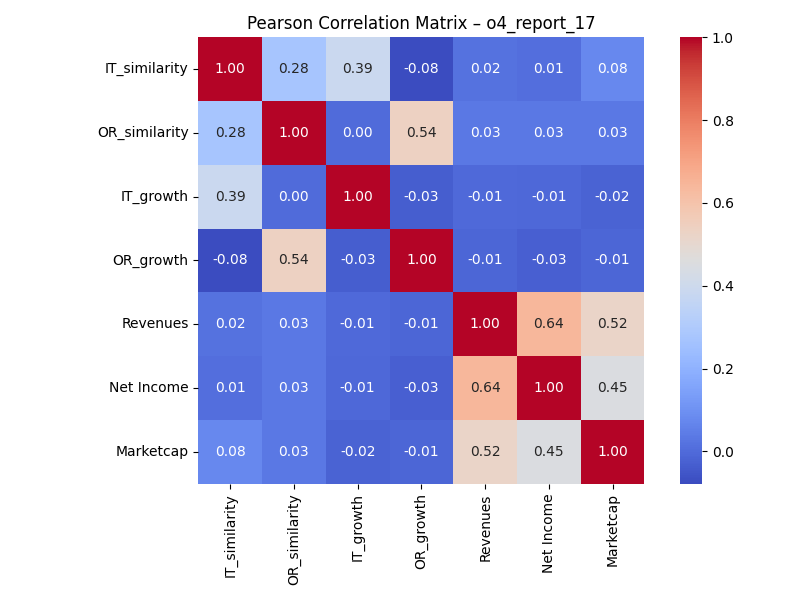 Pearson Correlation Matrix – o4_report_17
IT_similarity 1.00 0.28 0.39 -0.08 0.02 0.01 0.08
OR_similarity 0.28 1.00 0.00 0.54 0.03 0.03 0.03
IT_growth 0.39 0.00 1.00 -0.03 -0.01 -0.01 -0.02
OR_growth -0.08 0.54 -0.03 1.00 -0.01 -0.03 -0.01
Revenues 0.02 0.03 -0.01 -0.01 1.00 0.64 0.52
Net Income 0.01 0.03 -0.01 -0.03 0.64 1.00 0.45
Marketcap 0.08 0.03 -0.02 -0.01 0.52 0.45 1.00
IT_similarity OR_similarity IT_growth OR_growth Revenues Net Income Marketcap
1.0
0.8
0.6
0.4
0.2
0.0